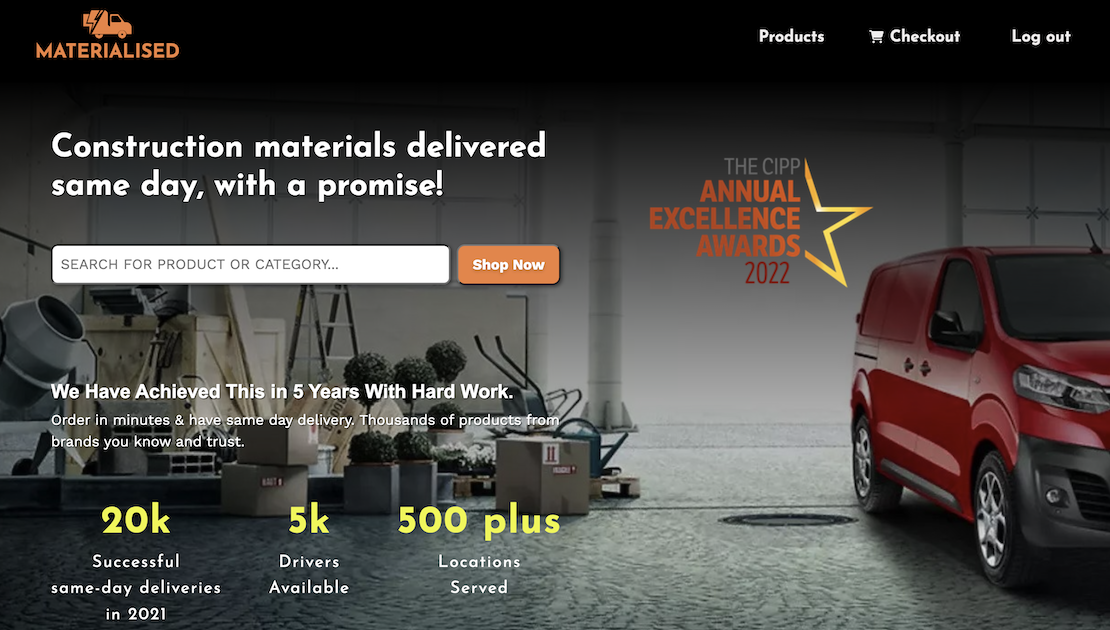 MATERIALISED
Products
Checkout
Log out
Construction materials delivered
same day, with a promise!
THE CIPP
ANNUAL
EXCELLENCE
AWARDS
2022
SEARCH FOR PRODUCT OR CATEGORY...
Shop Now
We Have Achieved This in 5 Years With Hard Work.
Order in minutes & have same day delivery. Thousands of products from
brands you know and trust.
20k
Successful
same-day deliveries
in 2021
5k
Drivers
Available
500 plus
Locations
Served